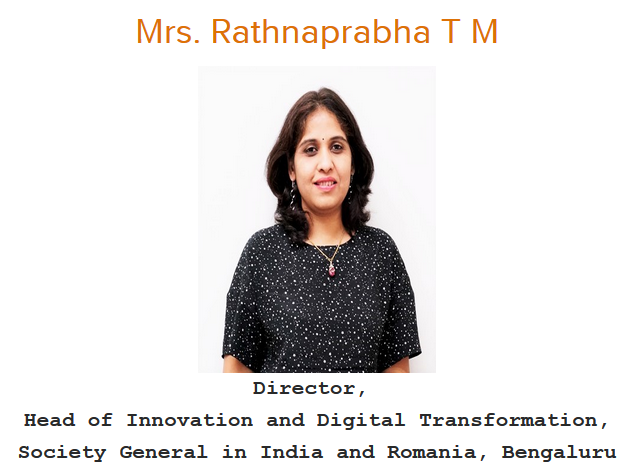 Mrs. Rathnaprabha T M
Director,
Head of Innovation and Digital Transformation,
Society General in India and Romania, Bengaluru